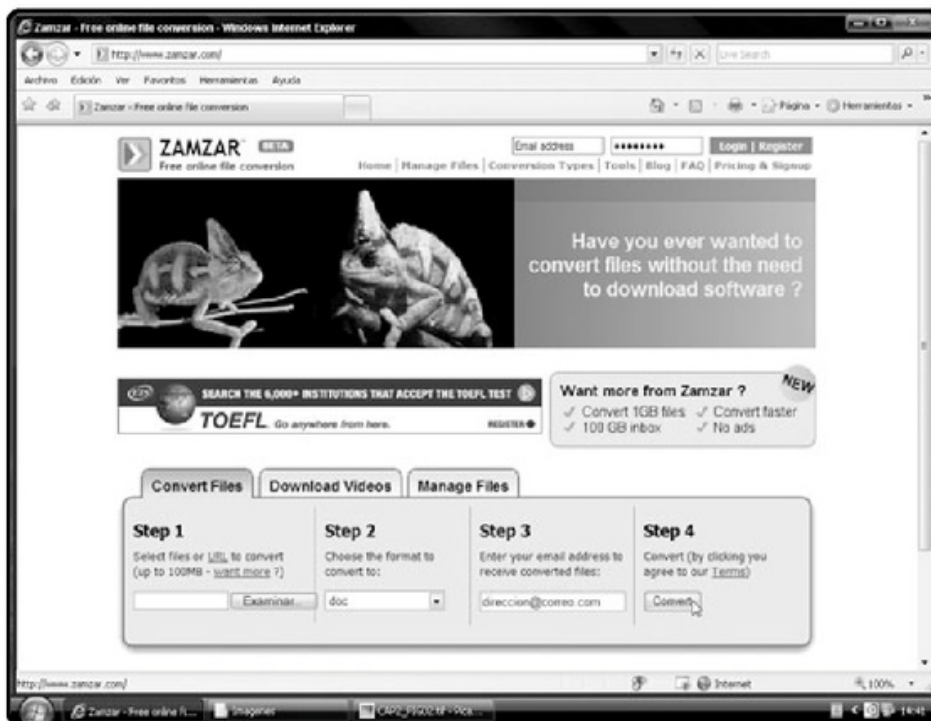 Zamzar - Free online file conversion - Windows Internet Explorer
http://www.zamzar.com/
Live Search
Archivo Edición Ver Favoritos Herramientas Ayuda
Zamzar - Free online file conversion
Página Herramientas
ZAMZAR BETA
Free online file conversion
Email address
Login | Register
Home | Manage Files | Conversion Types | Tools | Blog | FAQ | Pricing & Signup
Have you ever wanted to
convert files without the need
to download software ?
ETS
SEARCH THE 6,000+ INSTITUTIONS THAT ACCEPT THE TOEFL TEST
TOEFL. Go anywhere from here.
REGISTER
Want more from Zamzar ?
NEW
✓ Convert 1GB files ✓ Convert faster
✓ 100 GB inbox ✓ No ads
Convert Files
Download Videos
Manage Files
Step 1
Select files or URL to convert
(up to 100MB - want more ?)
Examinar...
Step 2
Choose the format to
convert to:
doc
Step 3
Enter your email address to
receive converted files:
direccion@correo.com
Step 4
Convert (by clicking you
agree to our Terms)
Convert
http://www.zamzar.com/
Internet
100%
Zamzar - Free online fi...
Imagenes
CAP2_FIG02.tif - Pica...
14:41